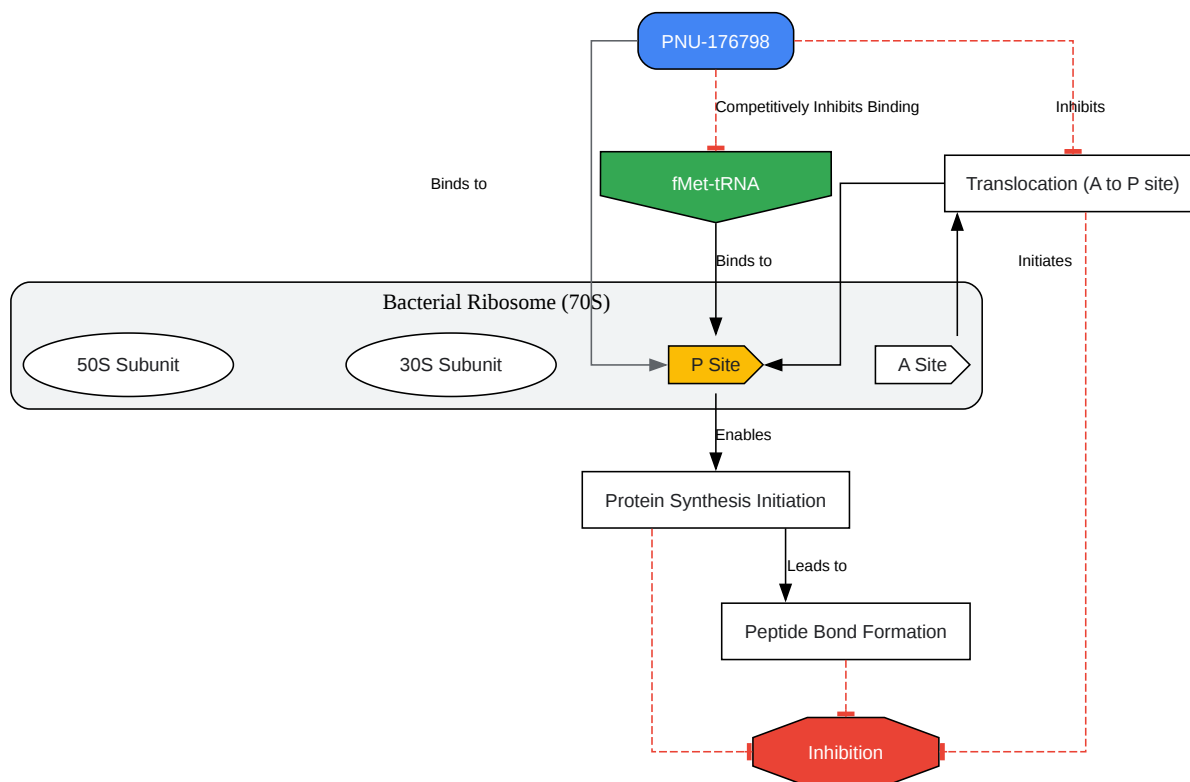 PNU-176798
Competitively Inhibits Binding
Inhibits
Binds to
fMet-tRNA
Translocation (A to P site)
Binds to
Initiates
Bacterial Ribosome (70S)
50S Subunit
30S Subunit
P Site
A Site
Enables
Protein Synthesis Initiation
Leads to
Peptide Bond Formation
Inhibition